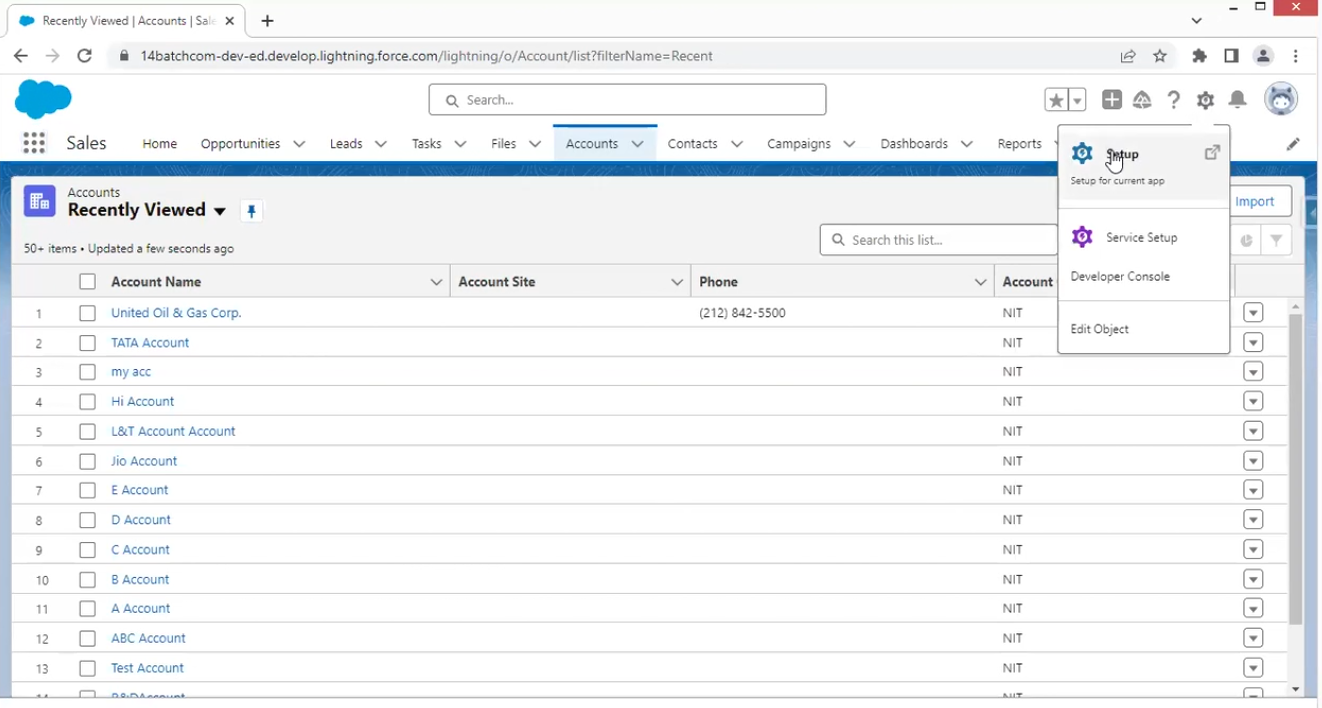 Recently Viewed | Accounts | Sale
14batchcom-dev-ed.develop.lightning.force.com/lightning/o/Account/list?filterName=Recent
Search...
Sales Home Opportunities Leads Tasks Files Accounts Contacts Campaigns Dashboards Reports
Setup
Setup for current app
Service Setup
Developer Console
Edit Object
Accounts
Recently Viewed
Import
50+ items • Updated a few seconds ago
Search this list...
Account Name Account Site Phone Account
1 United Oil & Gas Corp. (212) 842-5500 NIT
2 TATA Account NIT
3 my acc NIT
4 Hi Account NIT
5 L&T Account Account NIT
6 Jio Account NIT
7 E Account NIT
8 D Account NIT
9 C Account NIT
10 B Account NIT
11 A Account NIT
12 ABC Account NIT
13 Test Account NIT